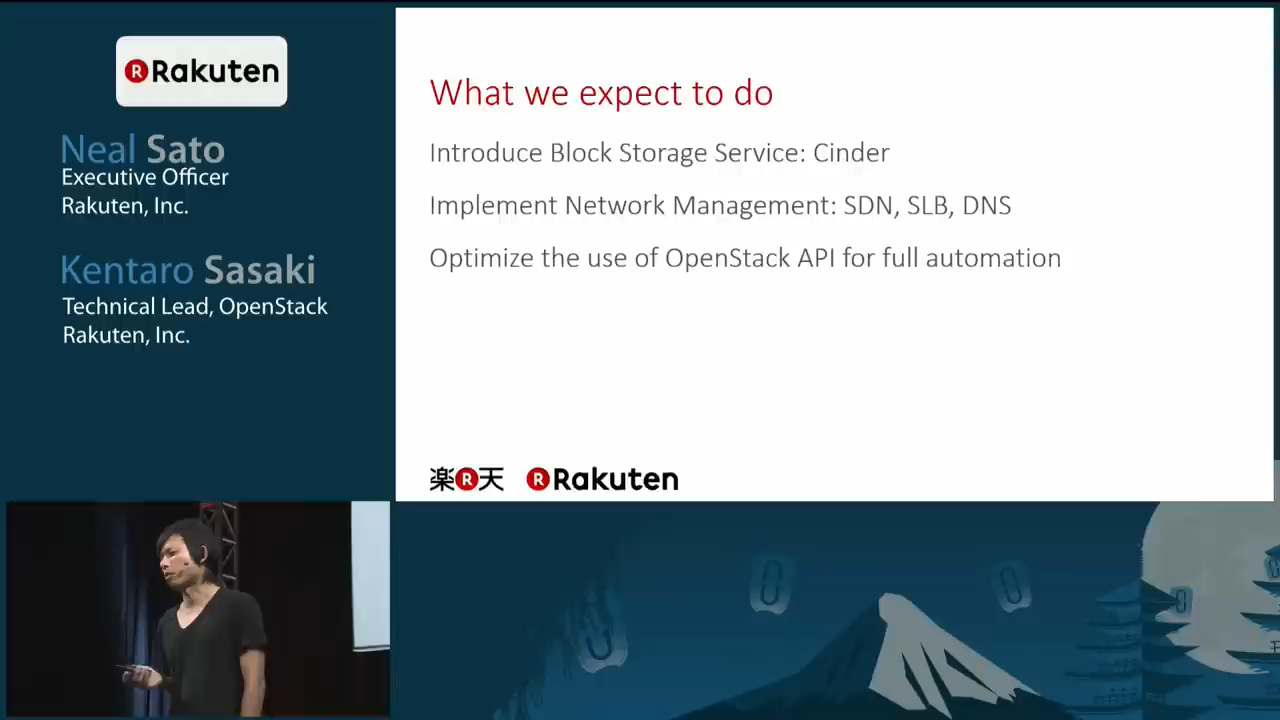 Rakuten
Neal Sato
Executive Officer
Rakuten, Inc.
Kentaro Sasaki
Technical Lead, OpenStack
Rakuten, Inc.
What we expect to do
Introduce Block Storage Service: Cinder
Implement Network Management: SDN, SLB, DNS
Optimize the use of OpenStack API for full automation
楽R天 Rakuten